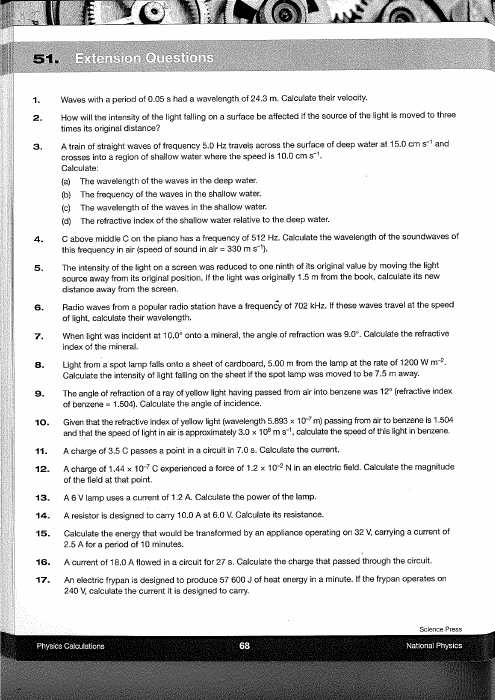 51. Extension Questions
1. Waves with a period of 0.05 s had a wavelength of 24.3 m. Calculate their velocity.
2. How will the intensity of the light falling on a surface be affected if the source of the light is moved to three
times its original distance?
3. A train of straight waves of frequency 5.0 Hz travels across the surface of deep water at 15.0 cm s⁻¹ and
crosses into a region of shallow water where the speed is 10.0 cm s⁻¹.
Calculate:
(a) The wavelength of the waves in the deep water.
(b) The frequency of the waves in the shallow water.
(c) The wavelength of the waves in the shallow water.
(d) The refractive index of the shallow water relative to the deep water.
4. C above middle C on the piano has a frequency of 512 Hz. Calculate the wavelength of the soundwaves of
this frequency in air (speed of sound in air = 330 m s⁻¹).
5. The intensity of the light on a screen was reduced to one ninth of its original value by moving the light
source away from its original position. If the light was originally 1.5 m from the book, calculate its new
distance away from the screen.
6. Radio waves from a popular radio station have a frequency of 702 kHz. If these waves travel at the speed
of light, calculate their wavelength.
7. When light was incident at 10.0° onto a mineral, the angle of refraction was 9.0°. Calculate the refractive
index of the mineral.
8. Light from a spot lamp falls onto a sheet of cardboard, 5.00 m from the lamp at the rate of 1200 W m⁻².
Calculate the intensity of light falling on the sheet if the spot lamp was moved to be 7.5 m away.
9. The angle of refraction of a ray of yellow light having passed from air into benzene was 12° (refractive index
of benzene = 1.504). Calculate the angle of incidence.
10. Given that the refractive index of yellow light (wavelength 5.893 × 10⁻⁷ m) passing from air to benzene is 1.504
and that the speed of light in air is approximately 3.0 × 10⁸ m s⁻¹, calculate the speed of this light in benzene.
11. A charge of 3.5 C passes a point in a circuit in 7.0 s. Calculate the current.
12. A charge of 1.44 × 10⁻⁷ C experienced a force of 1.2 × 10⁻² N in an electric field. Calculate the magnitude
of the field at that point.
13. A 6 V lamp uses a current of 1.2 A. Calculate the power of the lamp.
14. A resistor is designed to carry 10.0 A at 6.0 V. Calculate its resistance.
15. Calculate the energy that would be transformed by an appliance operating on 32 V, carrying a current of
2.5 A for a period of 10 minutes.
16. A current of 18.0 A flowed in a circuit for 27 s. Calculate the charge that passed through the circuit.
17. An electric frypan is designed to produce 57 600 J of heat energy in a minute. If the frypan operates on
240 V, calculate the current it is designed to carry.
Science Press
Physics Calculations 68 National Physics